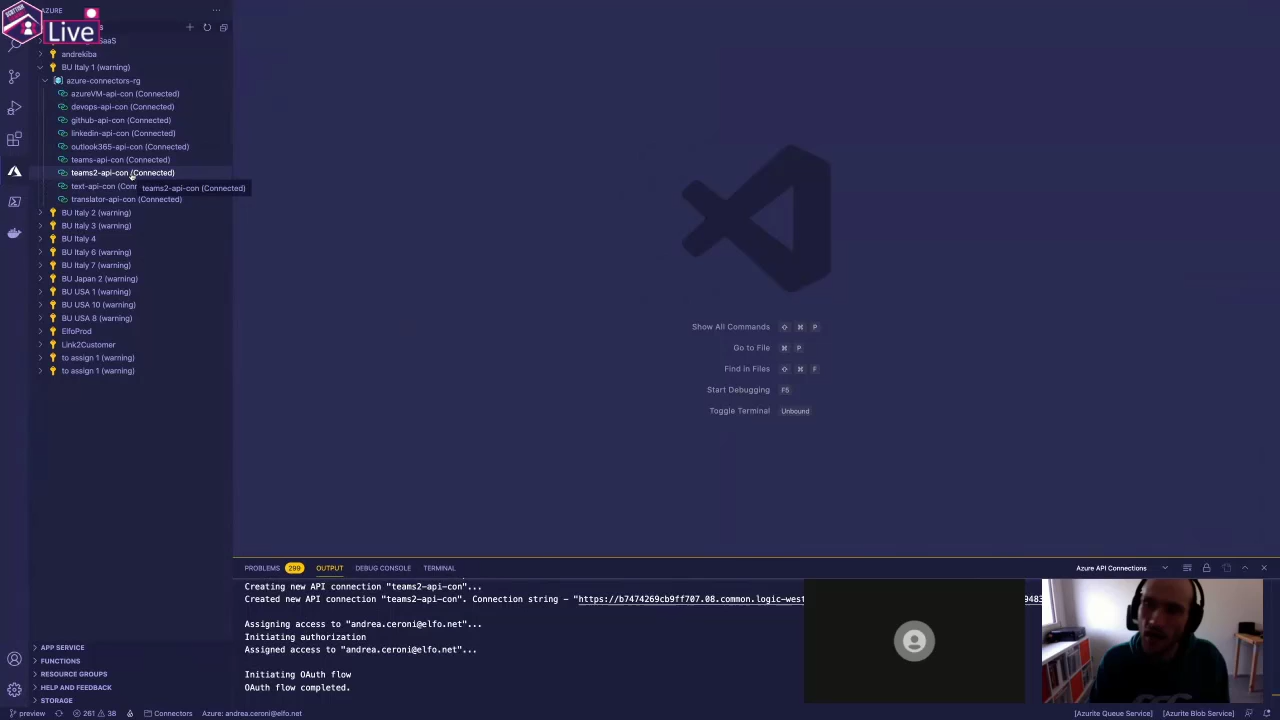 AZURE
Live
SaaS
andrekiba
BU Italy 1 (warning)
azure-connectors-rg
azureVM-api-con (Connected)
devops-api-con (Connected)
github-api-con (Connected)
linkedin-api-con (Connected)
outlook365-api-con (Connected)
teams-api-con (Connected)
teams2-api-con (Connected)
text-api-con (Conn
teams2-api-con (Connected)
translator-api-con (Connected)
BU Italy 2 (warning)
BU Italy 3 (warning)
BU Italy 4
BU Italy 6 (warning)
BU Italy 7 (warning)
BU Japan 2 (warning)
BU USA 1 (warning)
BU USA 10 (warning)
BU USA 8 (warning)
ElfoProd
Link2Customer
to assign 1 (warning)
to assign 1 (warning)
Show All Commands ⇧ ⌘ P
Go to File ⌘ P
Find in Files ⇧ ⌘ F
Start Debugging F5
Toggle Terminal Unbound
PROBLEMS 299 OUTPUT DEBUG CONSOLE TERMINAL
Azure API Connections
Creating new API connection "teams2-api-con"...
Created new API connection "teams2-api-con". Connection string - "https://b7474269cb9ff707.08.common.logic-west
Assigning access to "andrea.ceroni@elfo.net"...
Initiating authorization
Assigned access to "andrea.ceroni@elfo.net"...
Initiating OAuth flow
OAuth flow completed.
APP SERVICE
FUNCTIONS
RESOURCE GROUPS
HELP AND FEEDBACK
STORAGE
preview 261 38 Connectors Azure: andrea.ceroni@elfo.net
[Azurite Queue Service] [Azurite Blob Service]